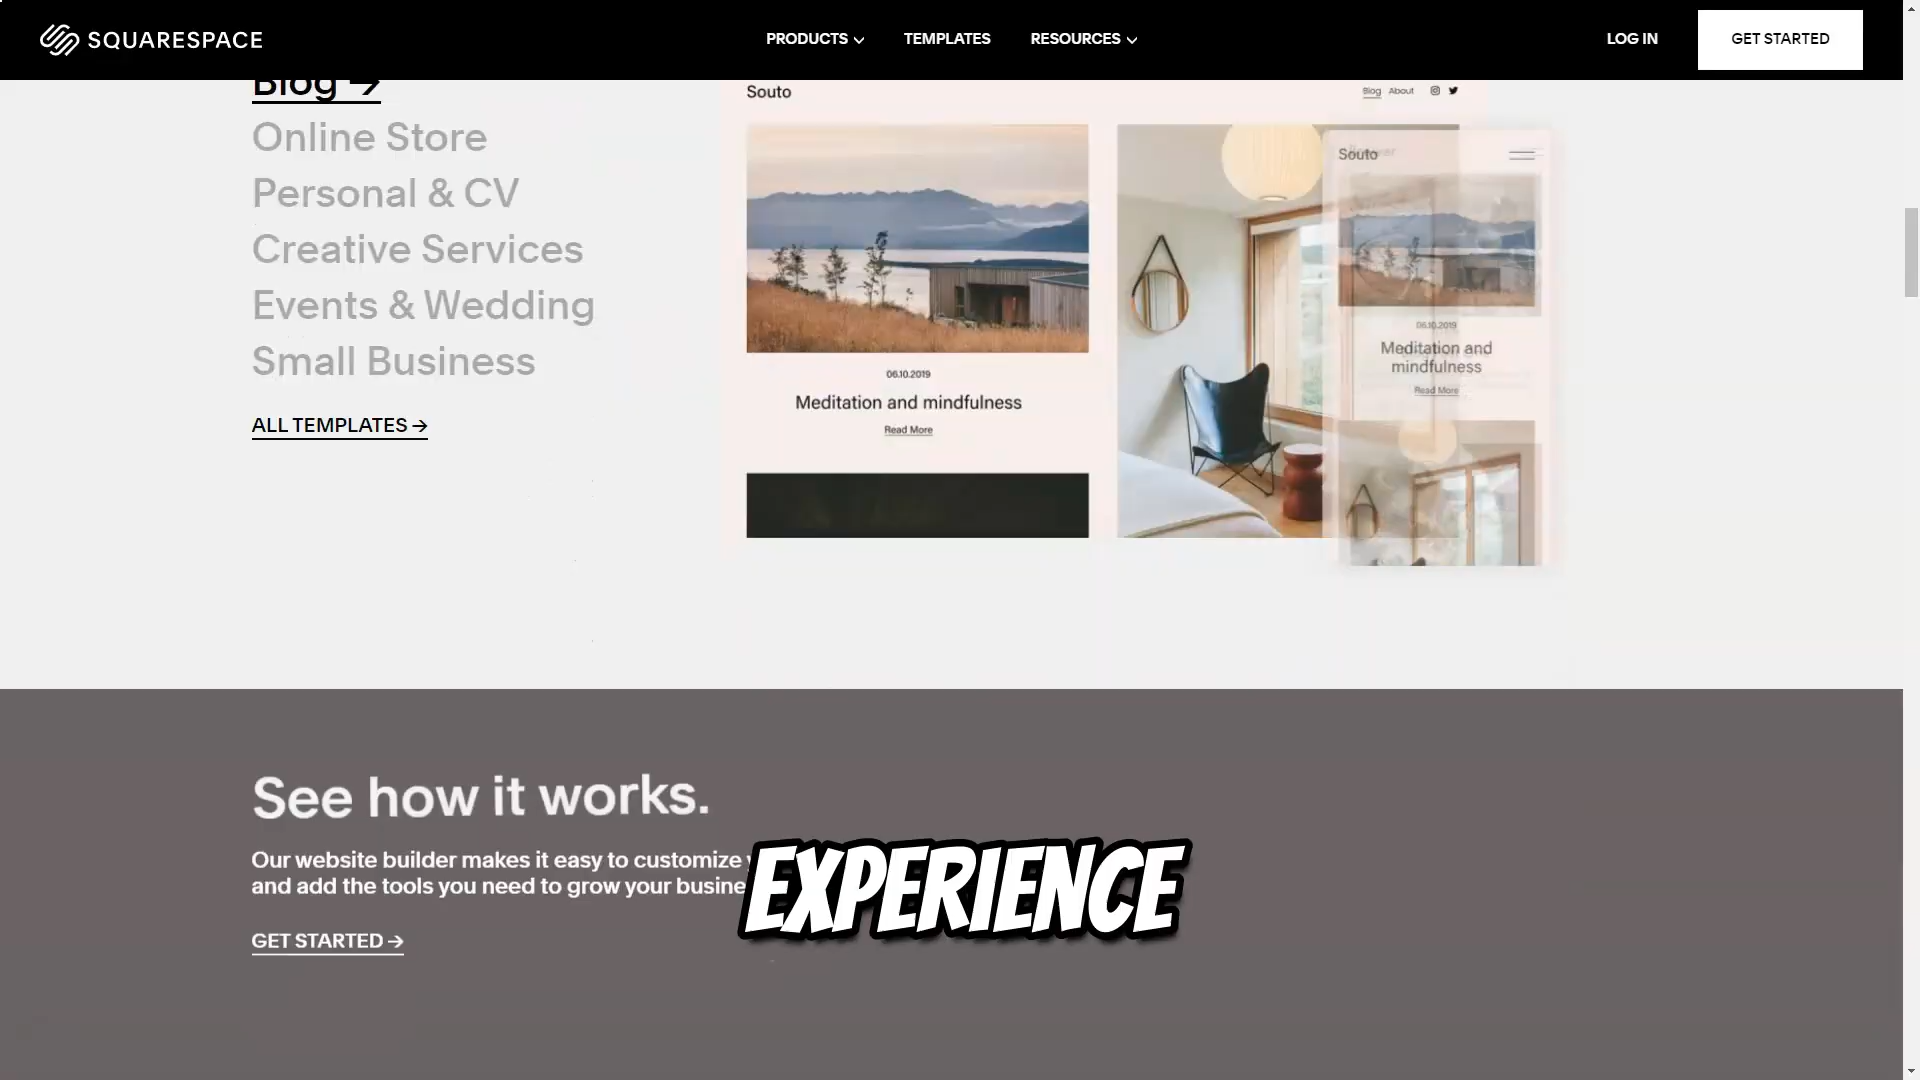 SQUARESPACE
PRODUCTS
TEMPLATES
RESOURCES
LOG IN
GET STARTED
Blog →
Online Store
Personal & CV
Creative Services
Events & Wedding
Small Business
ALL TEMPLATES →
Souto
Blog About
06.10.2019
Meditation and mindfulness
Read More
Souto
06.10.2019
Meditation and
mindfulness
Read More
See how it works.
Our website builder makes it easy to customize
and add the tools you need to grow your busine
GET STARTED →
EXPERIENCE